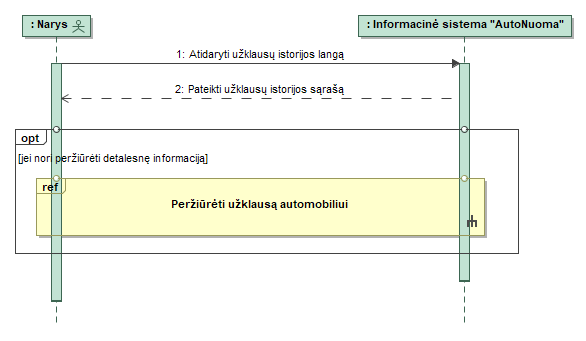 : Narys
: Informacinė sistema "AutoNuoma"
1: Atidaryti užklausų istorijos langą
2: Pateikti užklausų istorijos sąrašą
opt
[jei nori peržiūrėti detalesnę informaciją]
ref
Peržiūrėti užklausą automobiliui